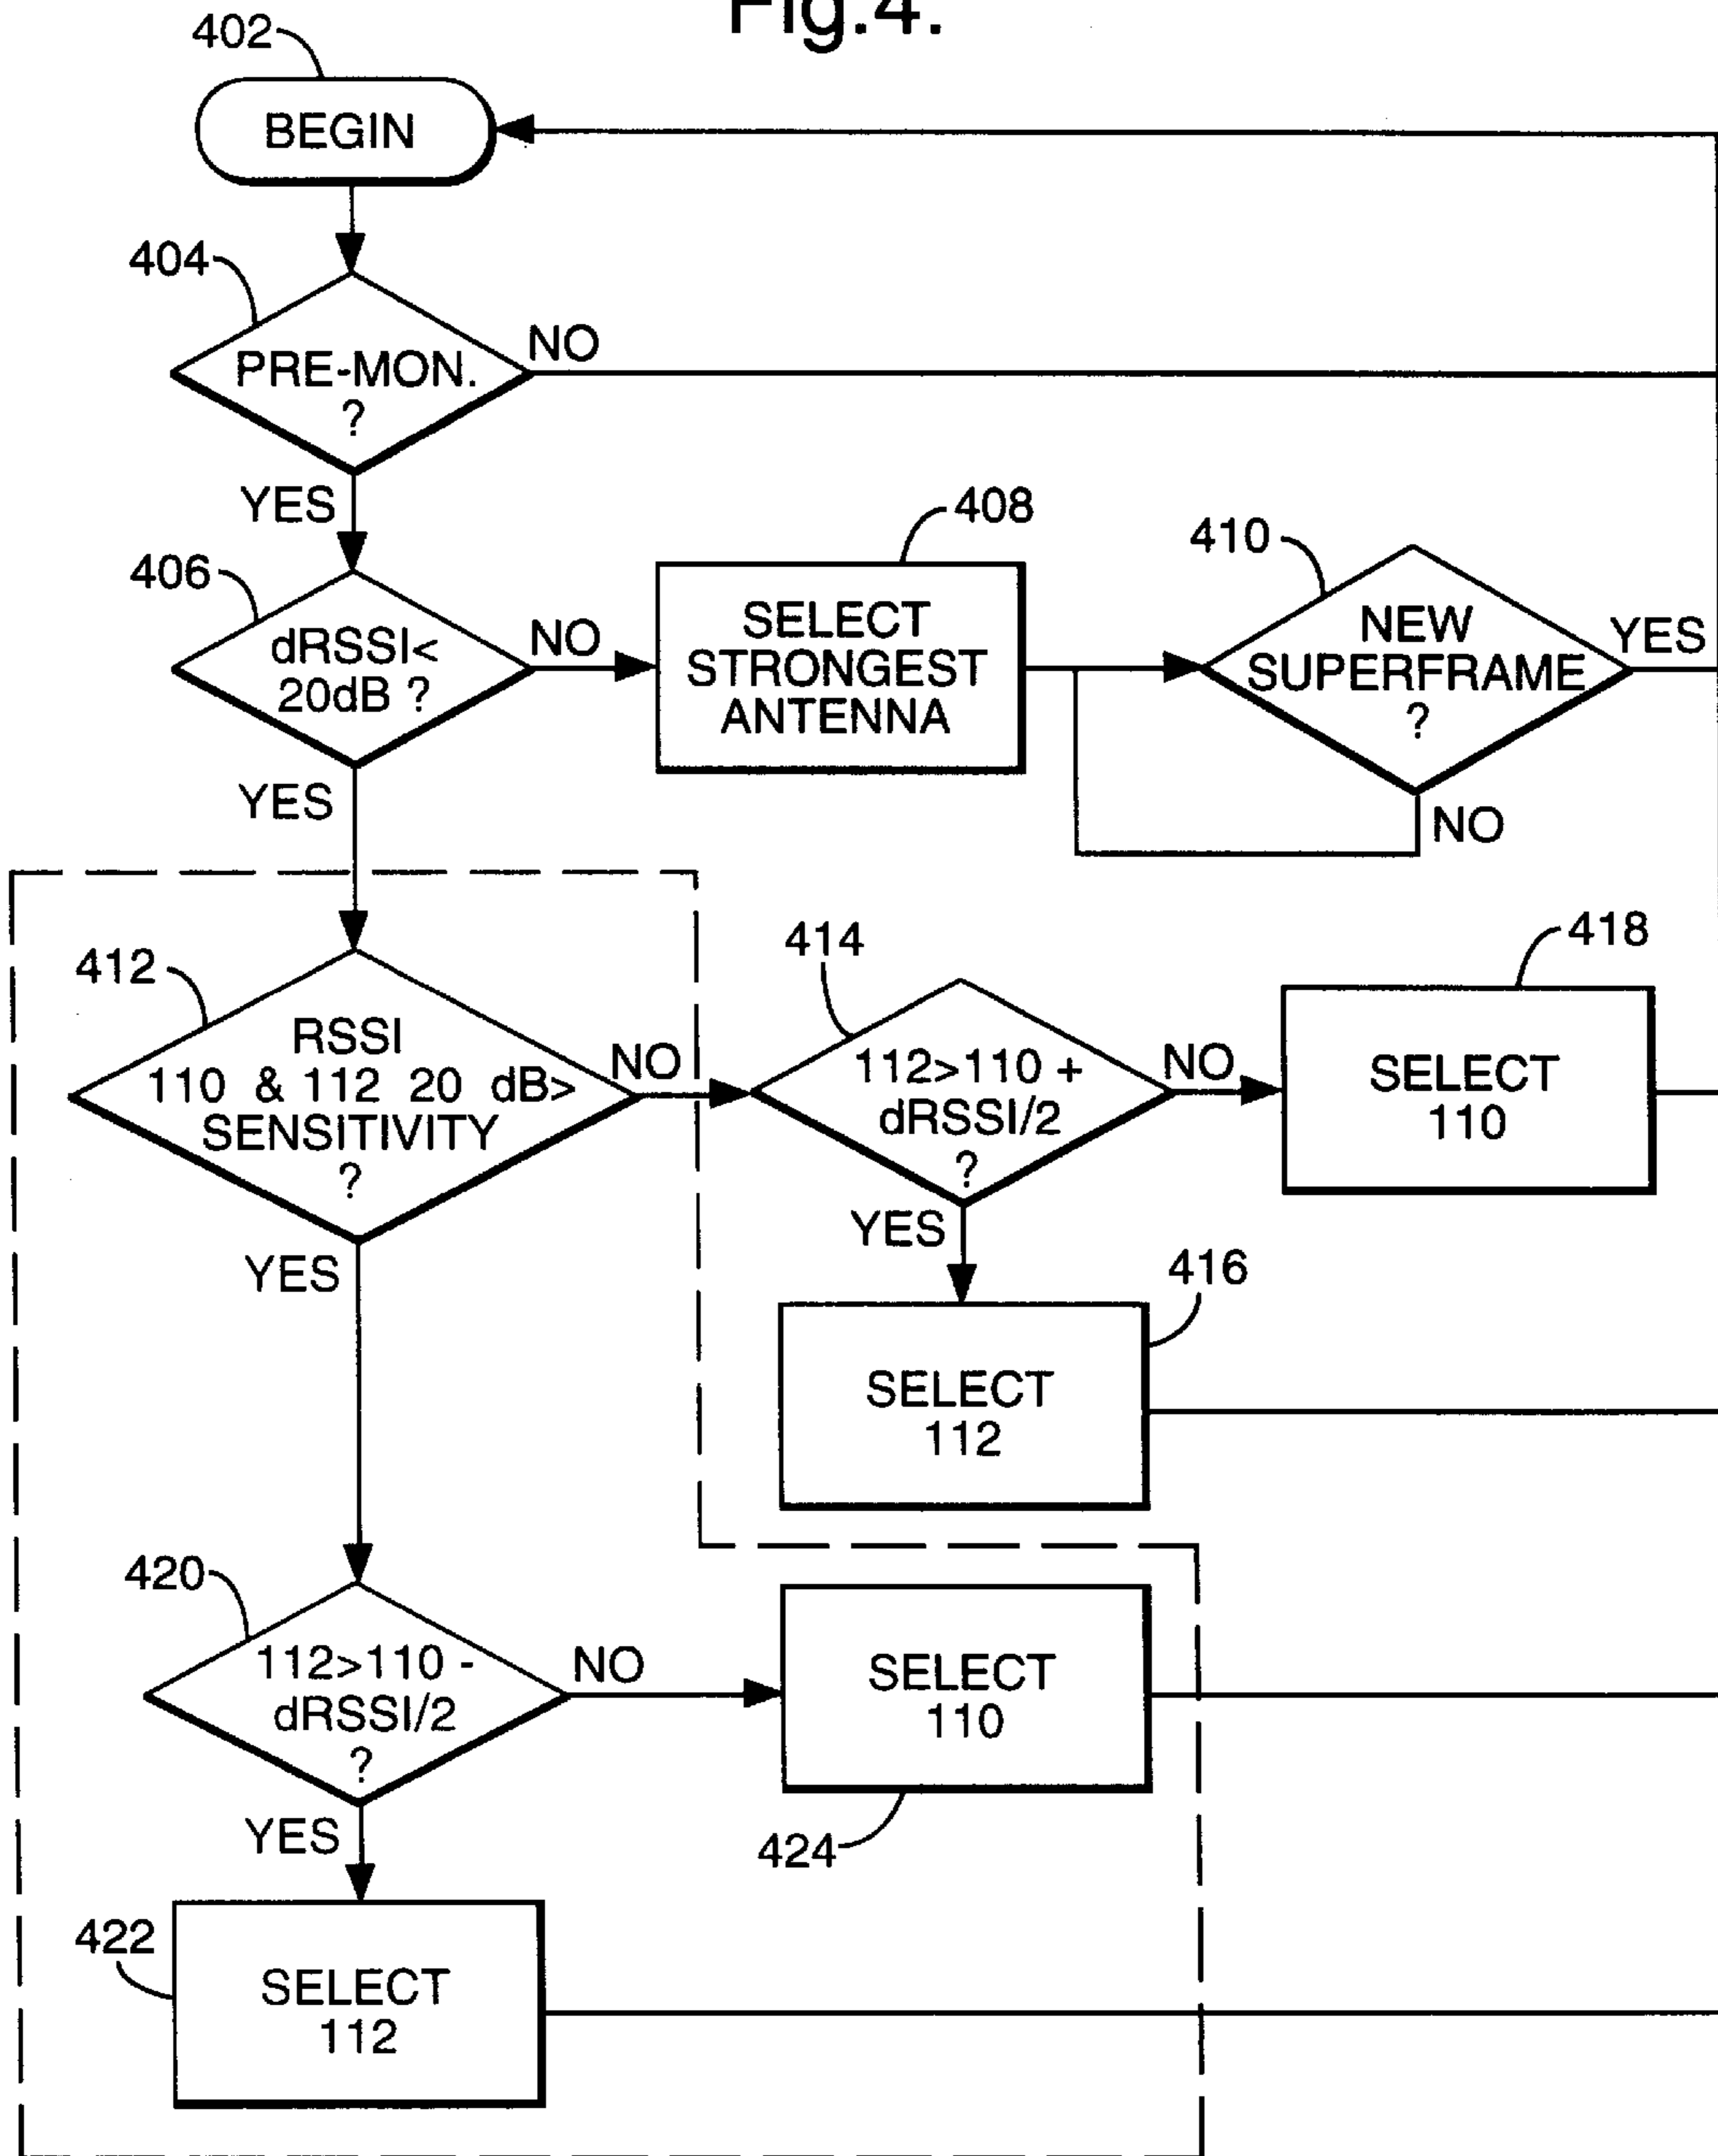 Fig.4.
402
BEGIN
404
PRE-MON.
?
NO
YES
406
dRSSI<
20dB ?
NO
408
SELECT
STRONGEST
ANTENNA
410
NEW
SUPERFRAME
?
YES
NO
YES
412
RSSI
110 & 112 20 dB>
SENSITIVITY
?
NO
414
112>110 +
dRSSI/2
?
NO
418
SELECT
110
YES
416
SELECT
112
YES
420
112>110 -
dRSSI/2
?
NO
SELECT
110
424
YES
422
SELECT
112